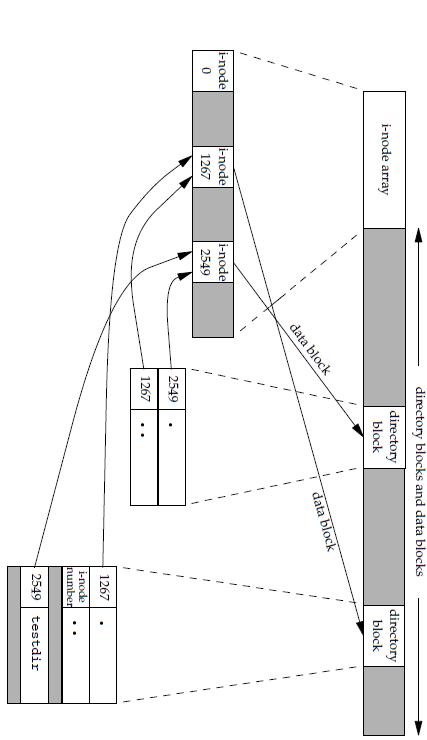 directory blocks and data blocks
i-node array
directory
block
directory
block
data block
data block
i-node
0
i-node
1267
i-node
2549
2549 .
1267 ..
1267 .
i-node
number ..
2549 testdir